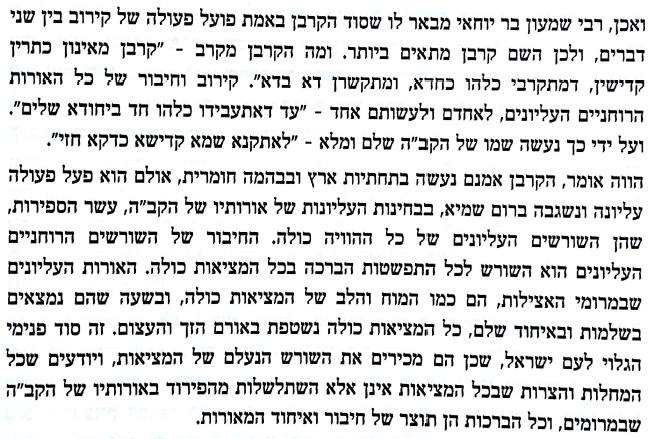 ואכן, רבי שמעון בר יוחאי מבאר לו שסוד הקרבן באמת פועל פעולה של קירוב בין שני
דברים, ולכן השם קרבן מתאים ביותר. ומה הקרבן מקרב - "קרבן מאינון כתרין
קדישין, דמתקרבי כלהו כחדא, ומתקשרן דא בדא". קירוב וחיבור של כל האורות
הרוחניים העליונים, לאחדם ולעשותם אחד - "עד דאתעבידו כלהו חד ביחודא שלים".
ועל ידי כך נעשה שמו של הקב"ה שלם ומלא - "לאתקנא שמא קדישא כדקא חזי".
הווה אומר, הקרבן אמנם נעשה בתחתיות ארץ ובבהמה חומרית, אולם הוא פעל פעולה
עליונה ונשגבה ברום שמיא, בבחינות העליונות של אורותיו של הקב"ה, עשר הספירות,
שהן השורשים העליונים של כל ההוויה כולה. החיבור של השורשים הרוחניים
העליונים הוא השורש לכל התפשטות הברכה בכל המציאות כולה. האורות העליונים
שבמרומי האצילות, הם כמו המוח והלב של המציאות כולה, ובשעה שהם נמצאים
בשלמות ובאיחוד שלם, כל המציאות כולה נשטפת באורם הזך והעצום. זה סוד פנימי
הגלוי לעם ישראל, שכן הם מכירים את השורש הנעלם של המציאות, ויודעים שכל
המחלות והצרות שבכל המציאות אינן אלא השתלשלות מהפירוד באורותיו של הקב"ה
שבמרומים, וכל הברכות הן תוצר של חיבור ואיחוד המאורות.